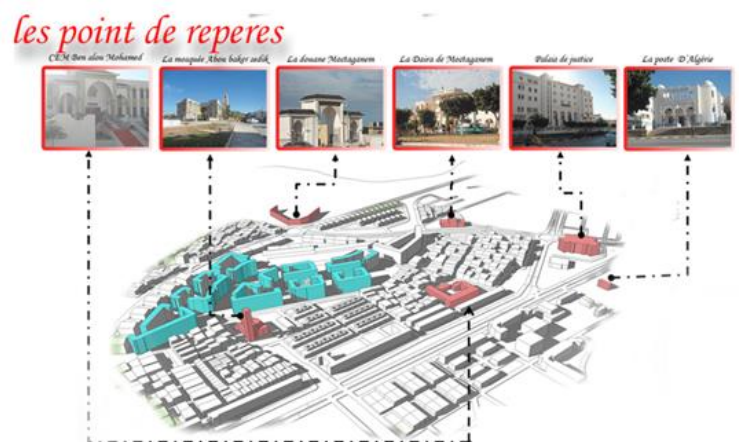 les point de reperes
CEM Ben alou Mohamed
La mosquée Abou baker sedik
La douane Mostaganem
La Daira de Mostaganem
Palais de justice
La poste D'Algérie